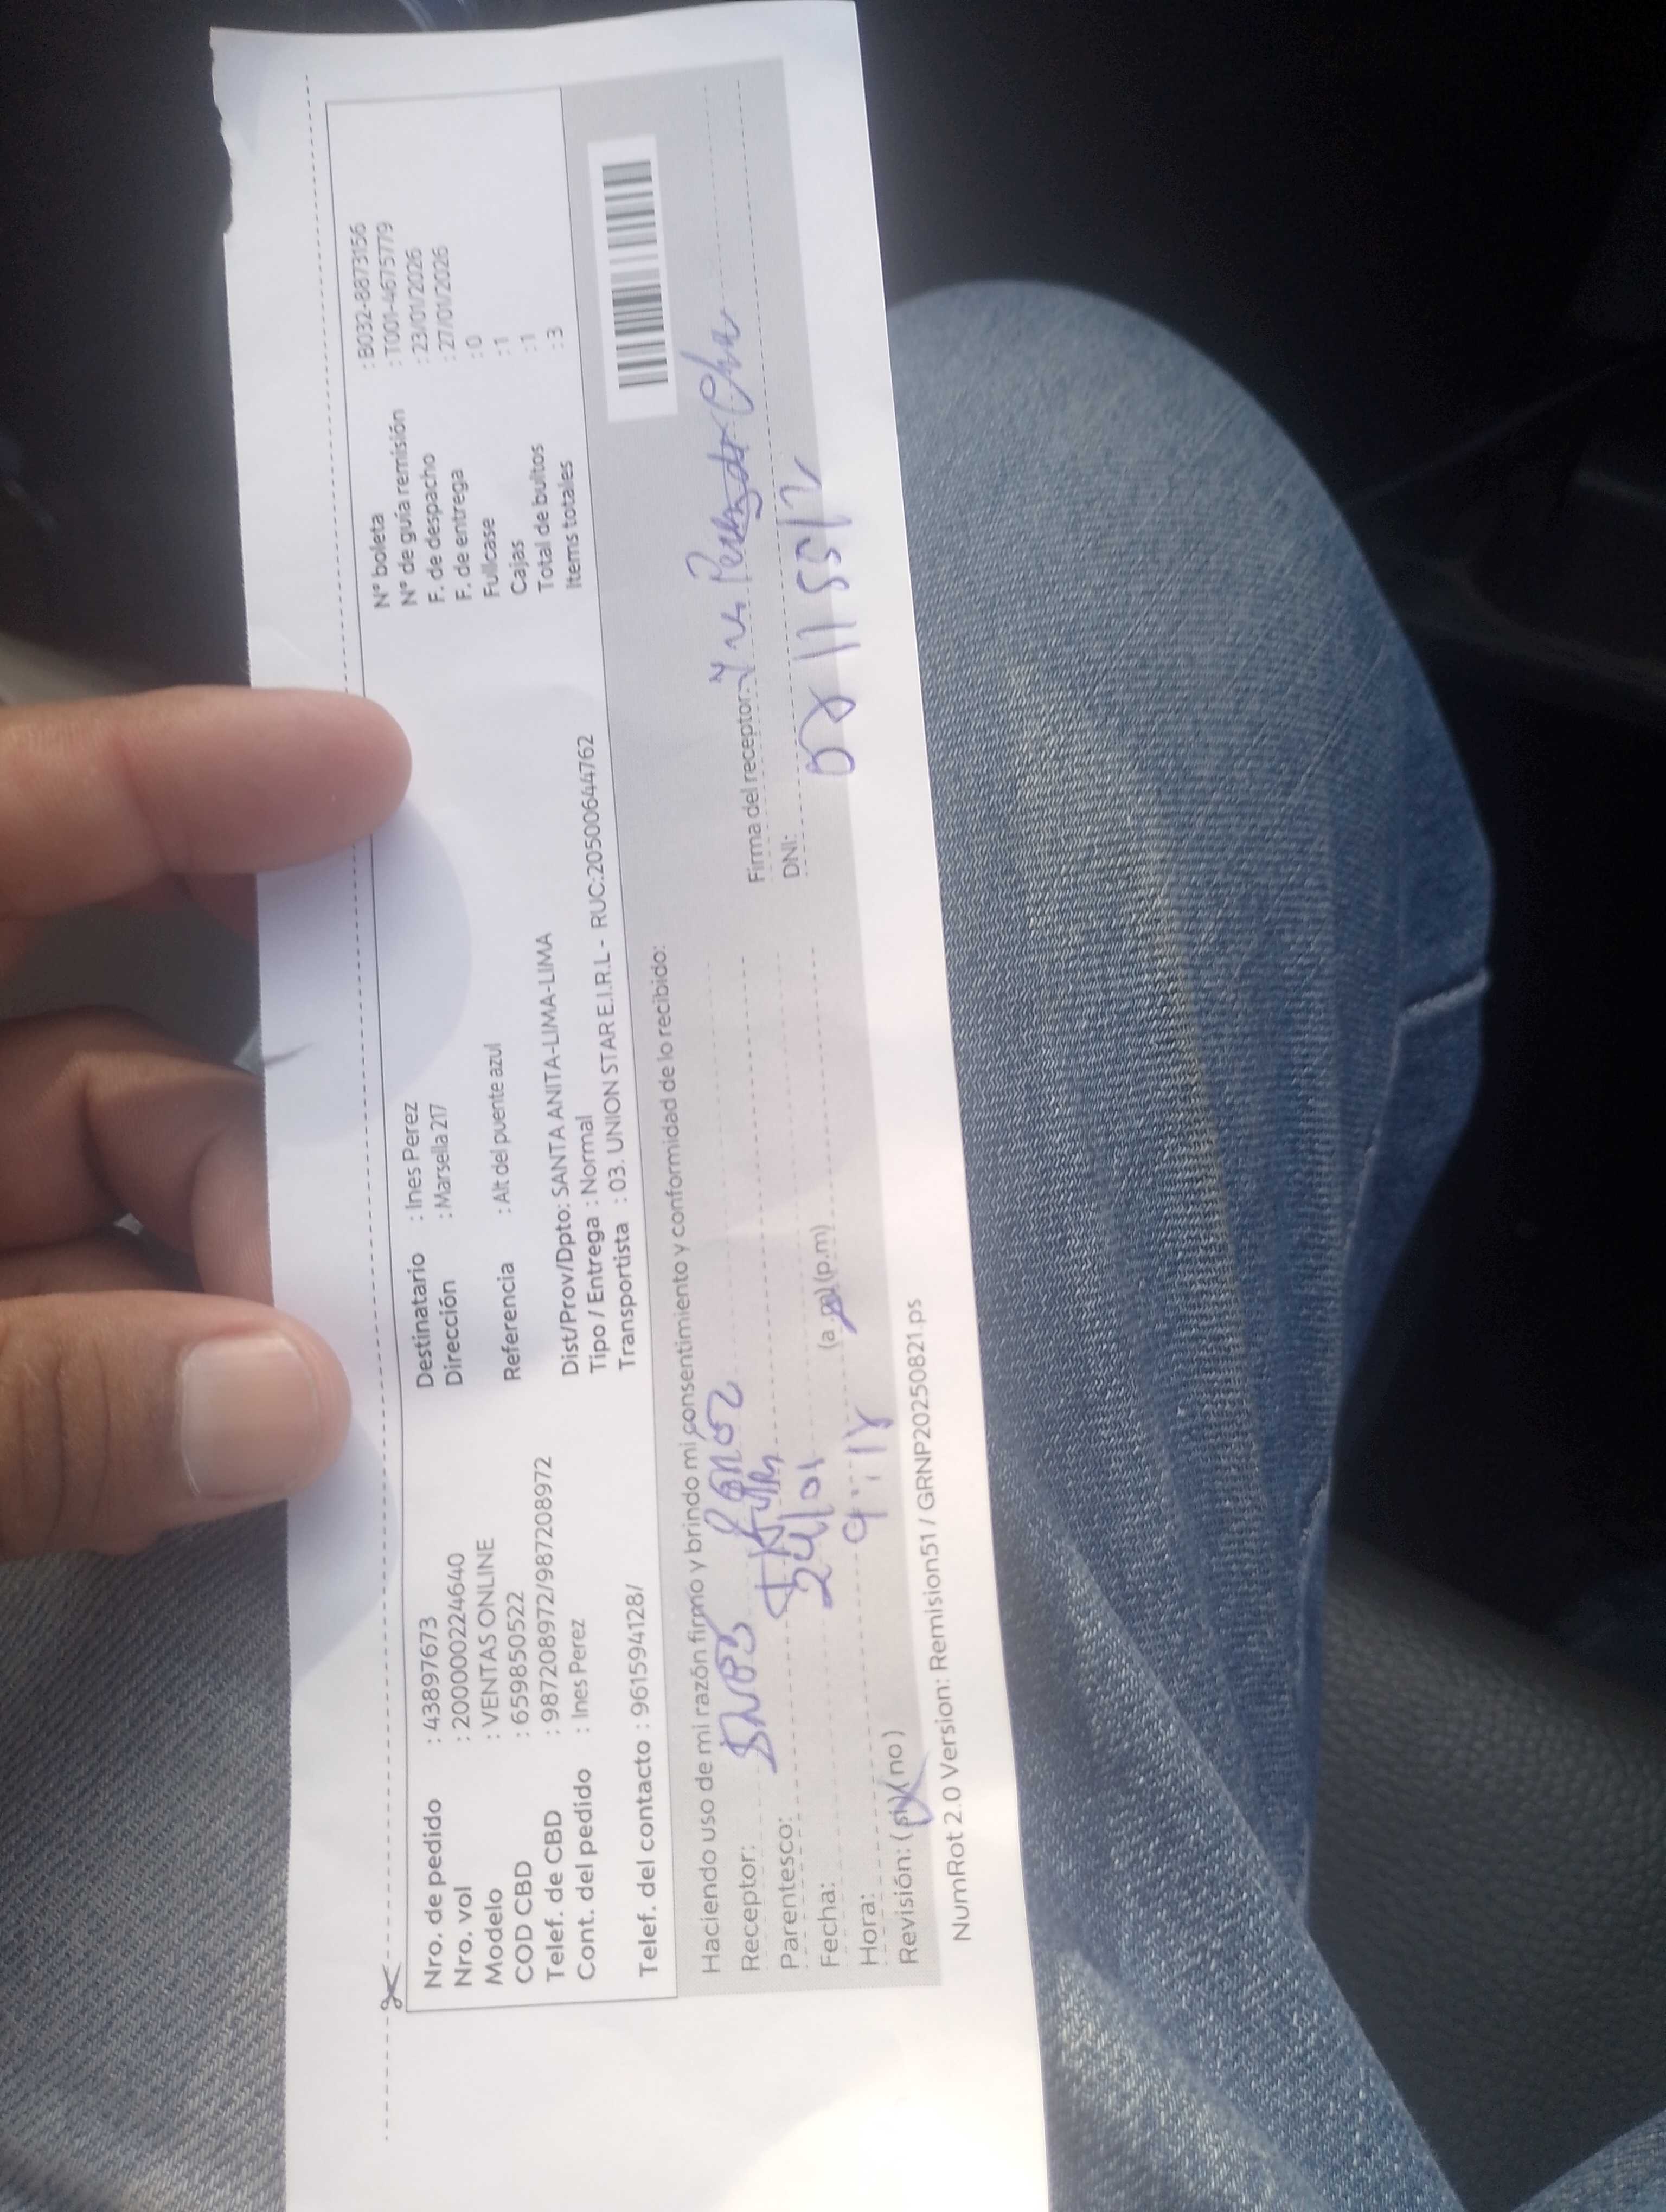 Nro. de pedido : 43897673
Nro. vol : 2000000224640
Modelo : VENTAS ONLINE
COD CBD : 659850522
Telef. de CBD : 987208972/987208972
Cont. del pedido : Ines Perez
Telef. del contacto : 961594128/
Destinatario : Ines Perez
Dirección : Marsella 217
Referencia : Alt del puente azul
Dist/Prov/Dpto: SANTA ANITA-LIMA-LIMA
Tipo / Entrega : Normal
Transportista : 03. UNION STAR E.I.R.L - RUC:20500644762
N° boleta : B032-88873156
N° de guía remisión : T001-4675779
F. de despacho : 23/01/2026
F. de entrega : 27/01/2026
Fullcase : 0
Cajas : 1
Total de bultos : 1
Items totales : 3
Haciendo uso de mi razón firmo y brindo mi consentimiento y conformidad de lo recibido:
Receptor:
Parentesco:
Fecha: 24/01
Hora: (p.m)
Revisión: (si) (no)
Firma del receptor:
DNI:
NumRot 2.0 Version: Remision51 / GRNP20250821.ps